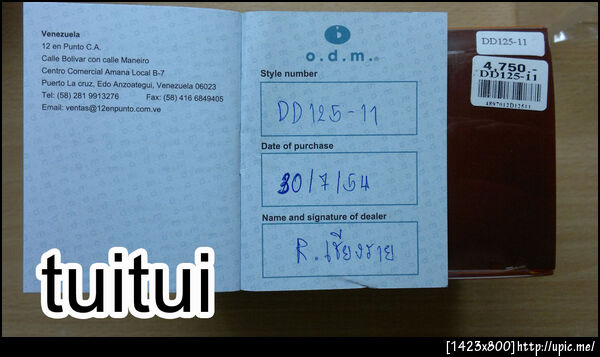 Venezuela
12 en Punto C.A.
Calle Bolivar con calle Maneiro
Centro Comercial Amana Local B-7
Puerto La cruz, Edo Anzoategui, Venezuela 06023
Tel: (58) 281 9913276 Fax: (58) 416 6849405
Email: ventas@12enpunto.com.ve
o.d.m.
Style number
DD125-11
Date of purchase
30/7/54
Name and signature of dealer
R. เชียงราย
DD125-11
4,750.-
DD125-11
4897012D12511
tuitui
[1423x800]http://upic.me/